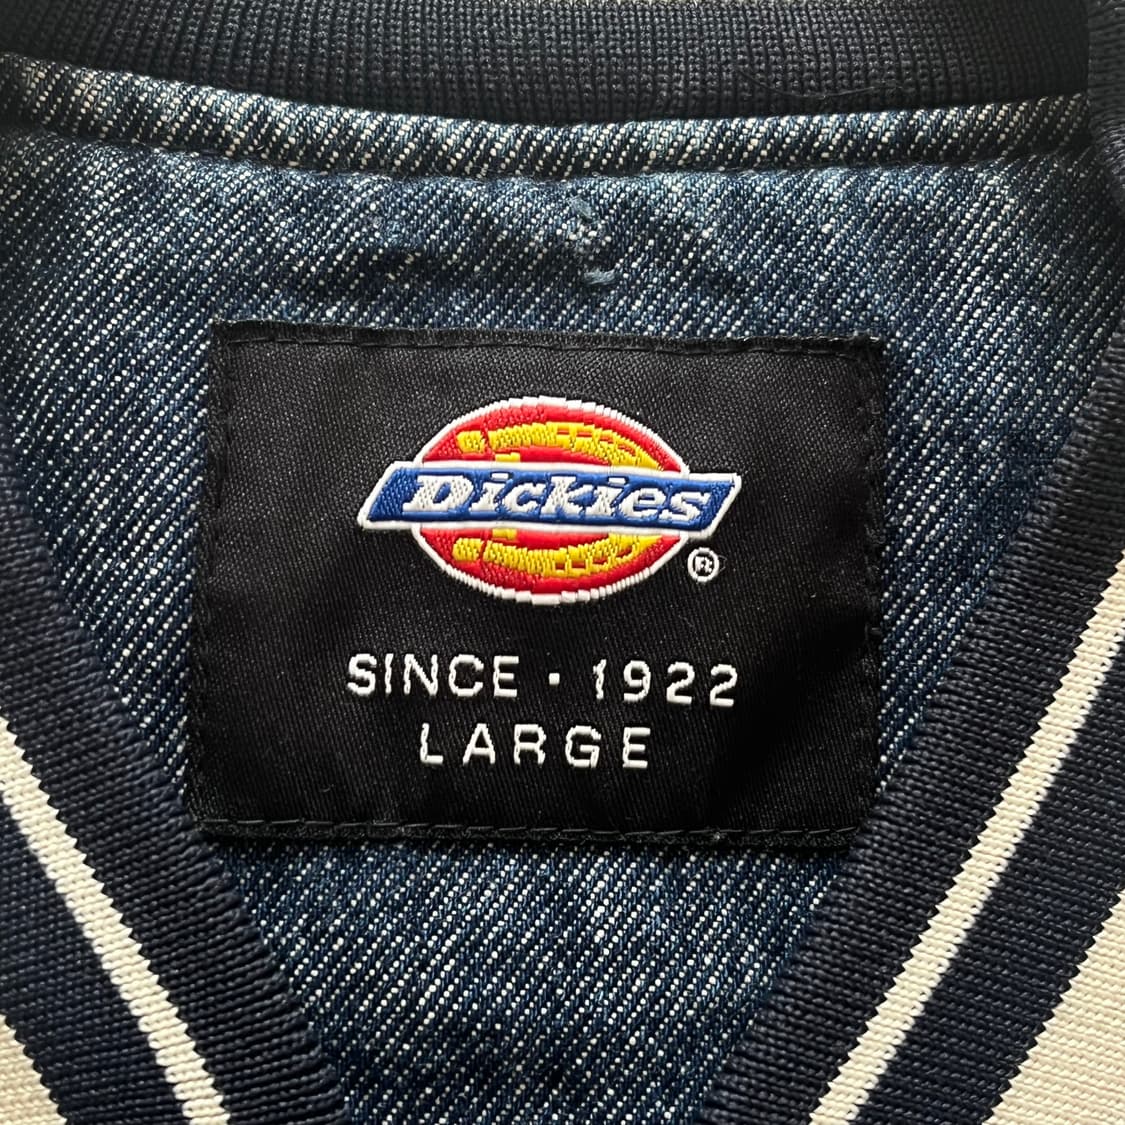 Dickies
®
SINCE · 1922
LARGE